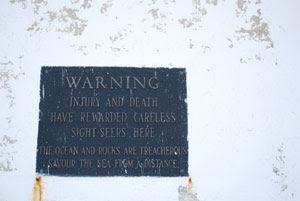 WARNING
INJURY AND DEATH
HAVE REWARDED CARELESS
SIGHT-SEERS HERE
THE OCEAN AND ROCKS ARE TREACHEROUS
SAVOUR THE SEA FROM A DISTANCE